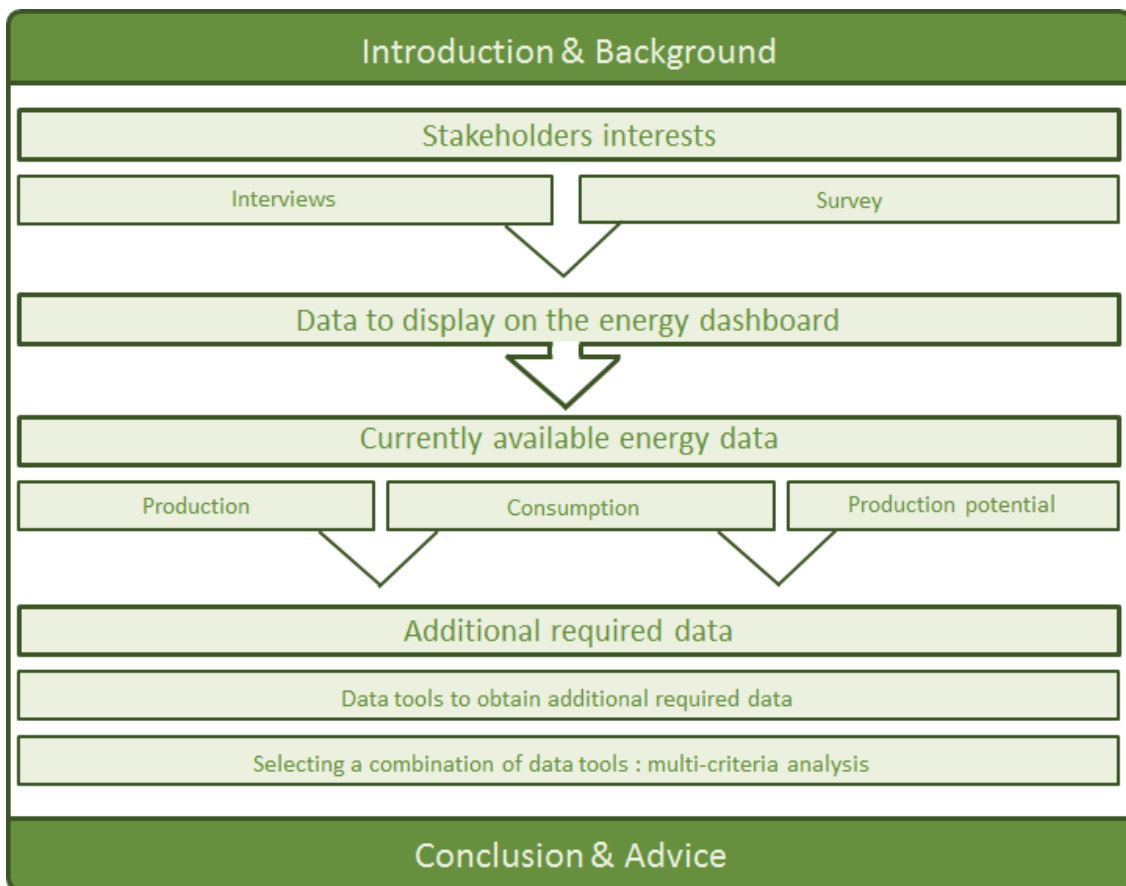 Introduction & Background
Stakeholders interests
Interviews
Survey
Data to display on the energy dashboard
Currently available energy data
Production
Consumption
Production potential
Additional required data
Data tools to obtain additional required data
Selecting a combination of data tools : multi-criteria analysis
Conclusion & Advice